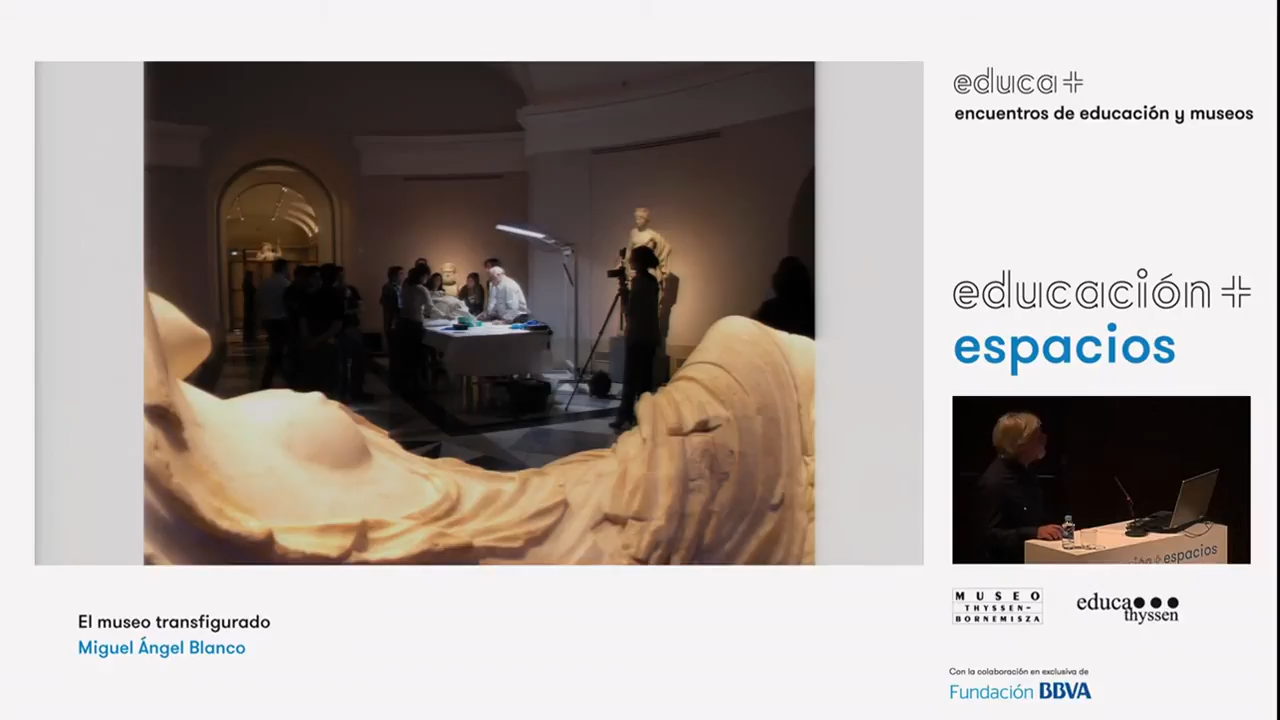 educa+
encuentros de educación y museos
educación+
espacios
+ espacios
El museo transfigurado
Miguel Ángel Blanco
MUSEO
THYSSEN-
BORNEMISZA
educa
thyssen
Con la colaboración en exclusiva de
Fundación BBVA